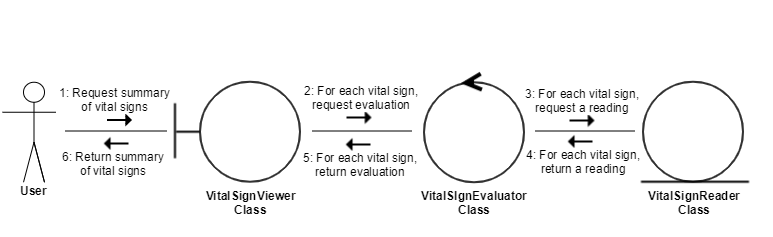 1: Request summary
of vital signs
6: Return summary
of vital signs
User
VitalSignViewer
Class
2: For each vital sign,
request evaluation
5: For each vital sign,
return evaluation
VitalSIgnEvaluator
Class
3: For each vital sign,
request a reading
4: For each vital sign,
return a reading
VitalSignReader
Class